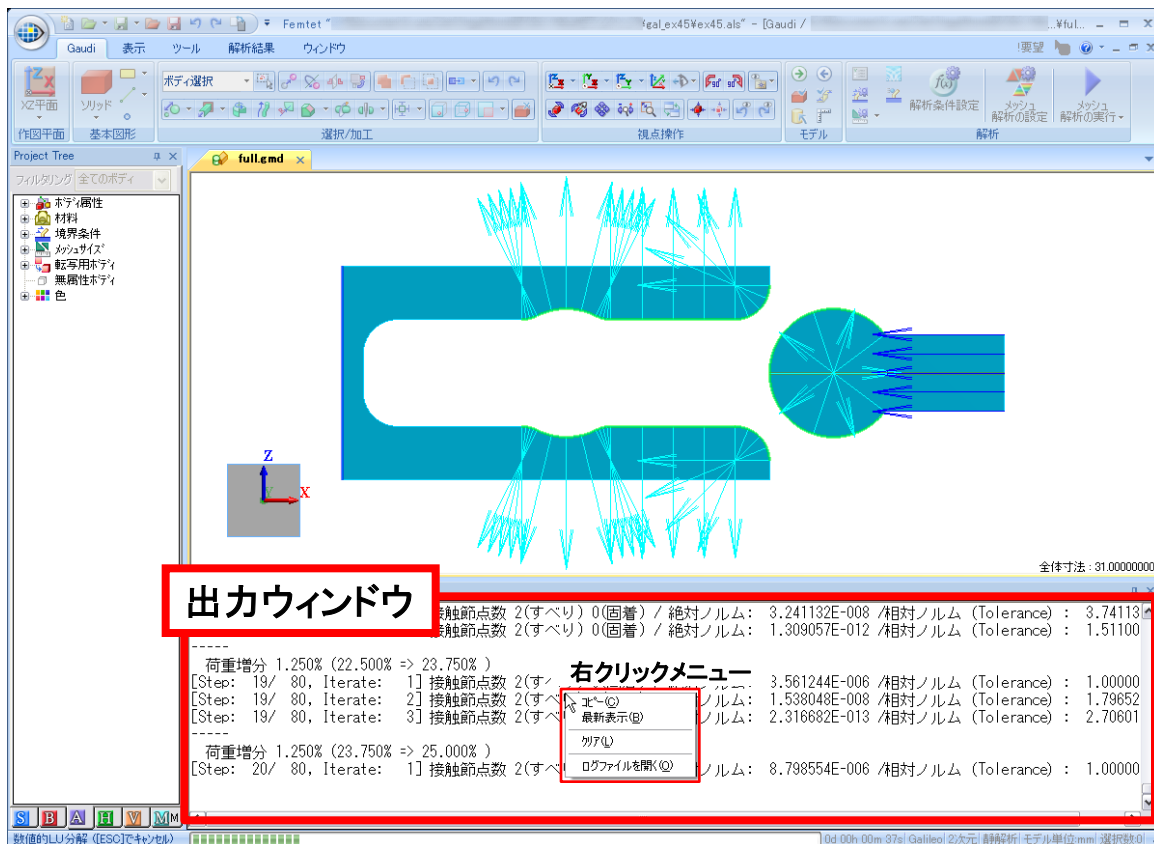 Femtet "
/gal_ex45¥ex45.als" - [Gaudi /
...¥ful...
Gaudi 表示 ツール 解析結果 ウィンドウ
!要望
XZ平面
ソリッド
ボディ選択
解析条件設定
メッシュ
解析の設定
メッシュ
解析の実行
作図平面 基本図形 選択/加工 視点操作 モデル 解析
Project Tree
full.gmd
フィルタリング 全てのボディ
ボディ属性
材料
境界条件
メッシュサイズ
転写用ボディ
無属性ボディ
色
Z
Y
X
全体寸法 : 31.00000000
出力ウィンドウ
接触節点数 2(すべり) 0(固着) / 絶対ノルム: 3.241132E-008 /相対ノルム (Tolerance) : 3.74113
接触節点数 2(すべり) 0(固着) / 絶対ノルム: 1.309057E-012 /相対ノルム (Tolerance) : 1.51100
-----
荷重増分 1.250% (22.500% => 23.750% )
右クリックメニュー
[Step: 19/ 80, Iterate: 1] 接触節点数 2(す ノルム: 3.561244E-006 /相対ノルム (Tolerance) : 1.00000
[Step: 19/ 80, Iterate: 2] 接触節点数 2(すべ ノルム: 1.538048E-008 /相対ノルム (Tolerance) : 1.79652
[Step: 19/ 80, Iterate: 3] 接触節点数 2(すべ ノルム: 2.316682E-013 /相対ノルム (Tolerance) : 2.70601
-----
荷重増分 1.250% (23.750% => 25.000% )
[Step: 20/ 80, Iterate: 1] 接触節点数 2(すべ ノルム: 8.798554E-006 /相対ノルム (Tolerance) : 1.00000
コピー(C)
最新表示(R)
クリア(L)
ログファイルを開く(O)
S B A H V M M
数値的LU分解 ([ESC]でキャンセル)
0d 00h 00m 37s Galileo 2次元 静解析 モデル単位:mm 選択数:0